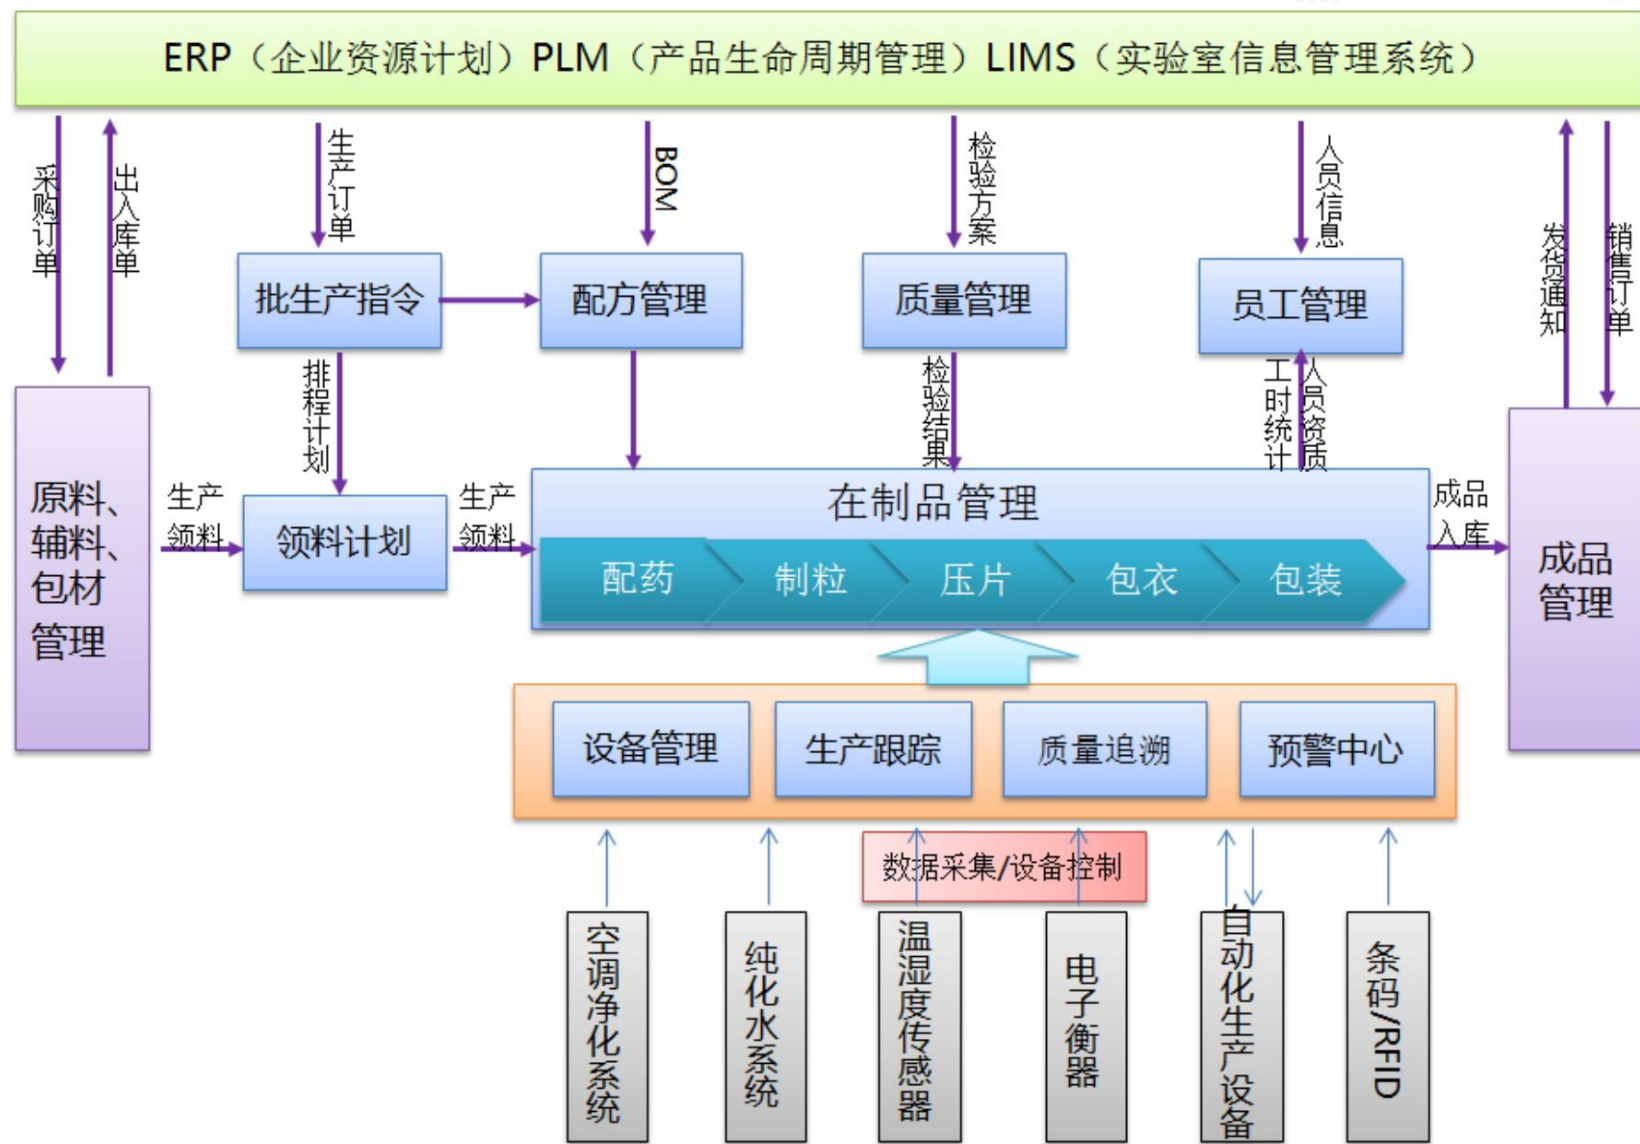 ERP（企业资源计划）PLM（产品生命周期管理）LIMS（实验室信息管理系统）
采购订单
出入库单
生产订单
BOM
检验方案
人员信息
发货通知
销售订单
批生产指令
配方管理
质量管理
员工管理
排程计划
检验结果
工时统计
人员资质
原料、
辅料、
包材
管理
生产
领料
领料计划
生产
领料
在制品管理
配药
制粒
压片
包衣
包装
成品
入库
成品
管理
设备管理
生产跟踪
质量追溯
预警中心
数据采集/设备控制
空调净化系统
纯化水系统
温湿度传感器
电子衡器
自动化生产设备
条码/RFID